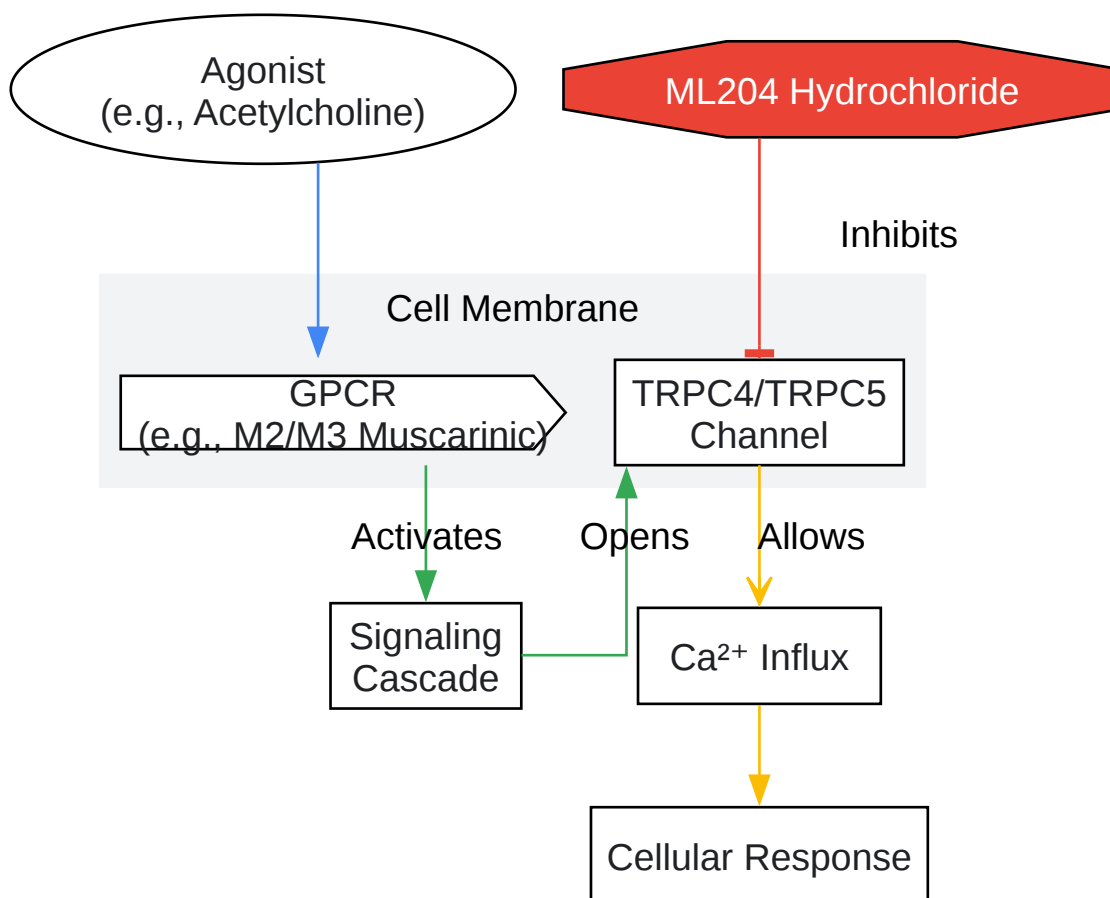 Agonist
(e.g., Acetylcholine)
ML204 Hydrochloride
Inhibits
Cell Membrane
GPCR
(e.g., M2/M3 Muscarinic)
TRPC4/TRPC5
Channel
Activates
Opens
Allows
Signaling
Cascade
Ca²⁺ Influx
Cellular Response